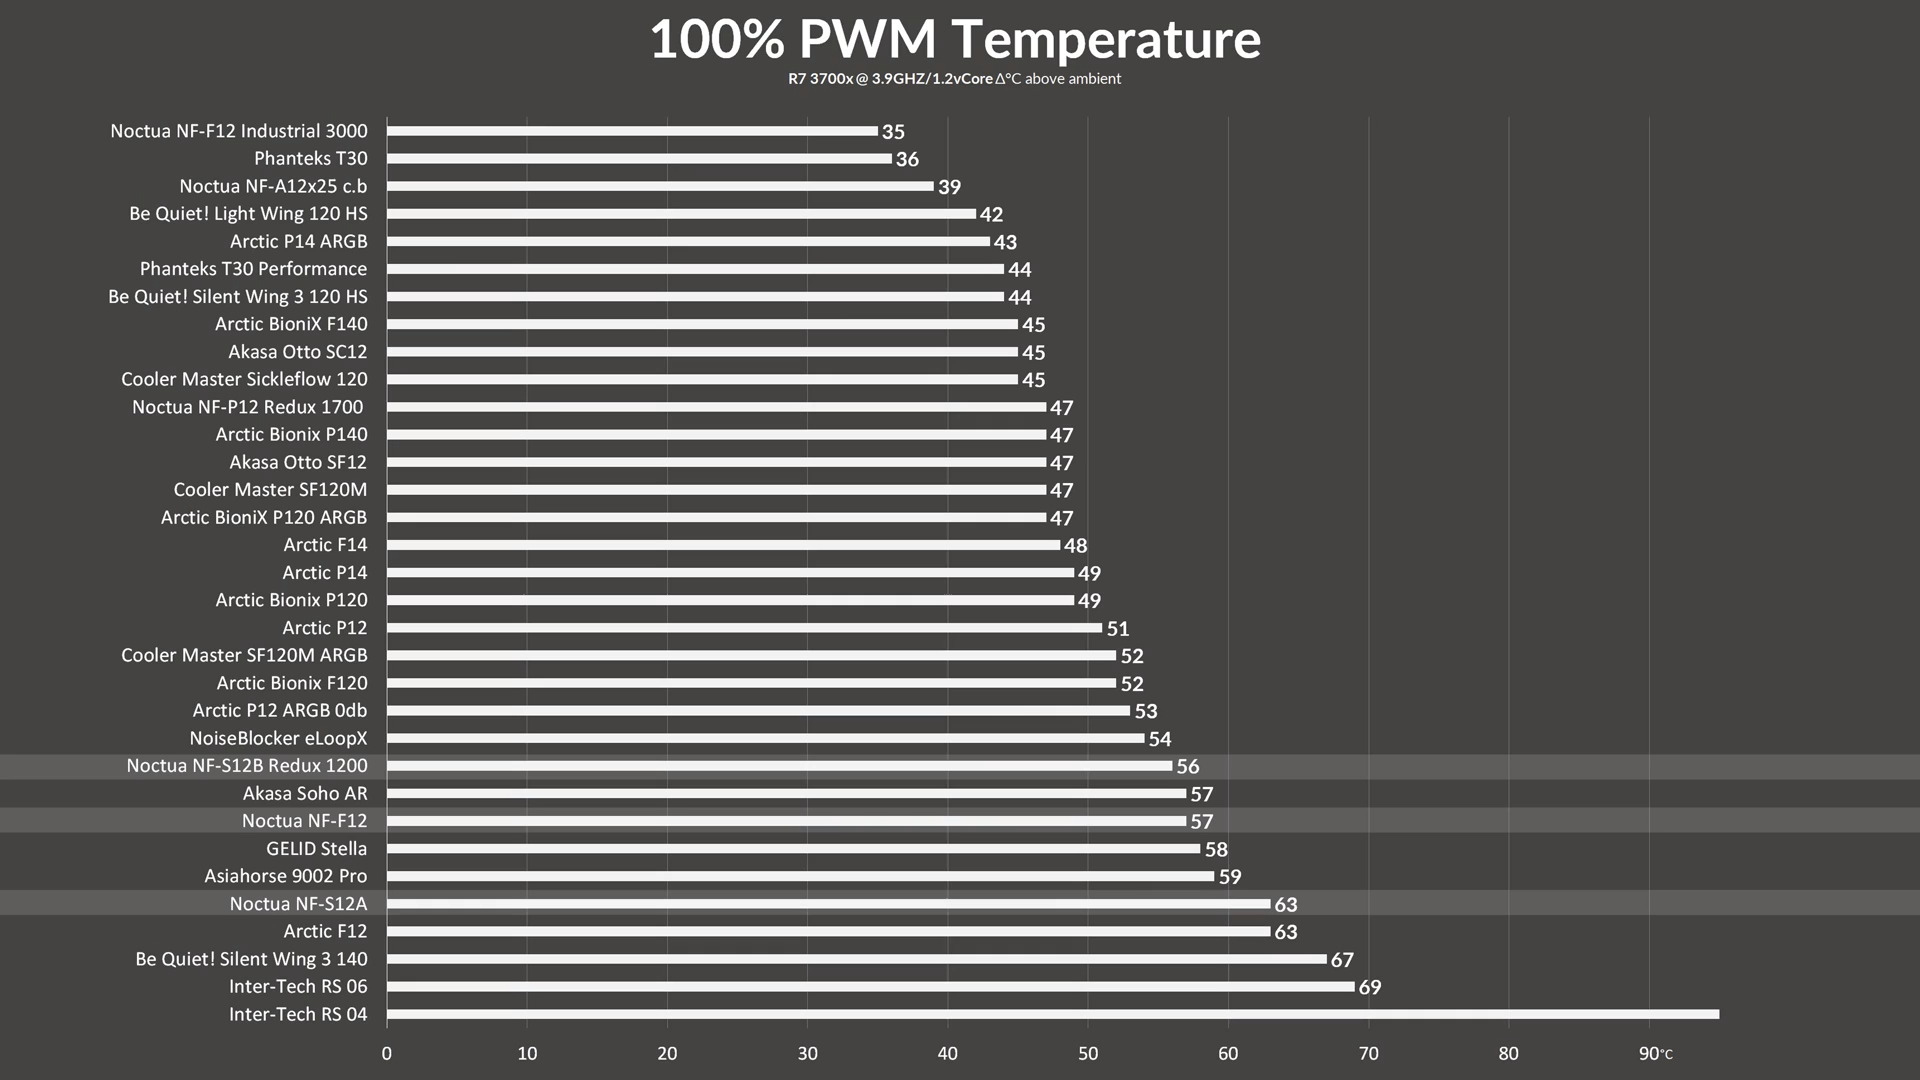 100% PWM Temperature
R7 3700x @ 3.9GHZ/1.2vCore Δ°C above ambient
Noctua NF-F12 Industrial 3000 35
Phanteks T30 36
Noctua NF-A12x25 c.b 39
Be Quiet! Light Wing 120 HS 42
Arctic P14 ARGB 43
Phanteks T30 Performance 44
Be Quiet! Silent Wing 3 120 HS 44
Arctic BioniX F140 45
Akasa Otto SC12 45
Cooler Master Sickleflow 120 45
Noctua NF-P12 Redux 1700 47
Arctic Bionix P140 47
Akasa Otto SF12 47
Cooler Master SF120M 47
Arctic BioniX P120 ARGB 47
Arctic F14 48
Arctic P14 49
Arctic Bionix P120 49
Arctic P12 51
Cooler Master SF120M ARGB 52
Arctic Bionix F120 52
Arctic P12 ARGB 0db 53
NoiseBlocker eLoopX 54
Noctua NF-S12B Redux 1200 56
Akasa Soho AR 57
Noctua NF-F12 57
GELID Stella 58
Asiahorse 9002 Pro 59
Noctua NF-S12A 63
Arctic F12 63
Be Quiet! Silent Wing 3 140 67
Inter-Tech RS 06 69
Inter-Tech RS 04
0 10 20 30 40 50 60 70 80 90°C